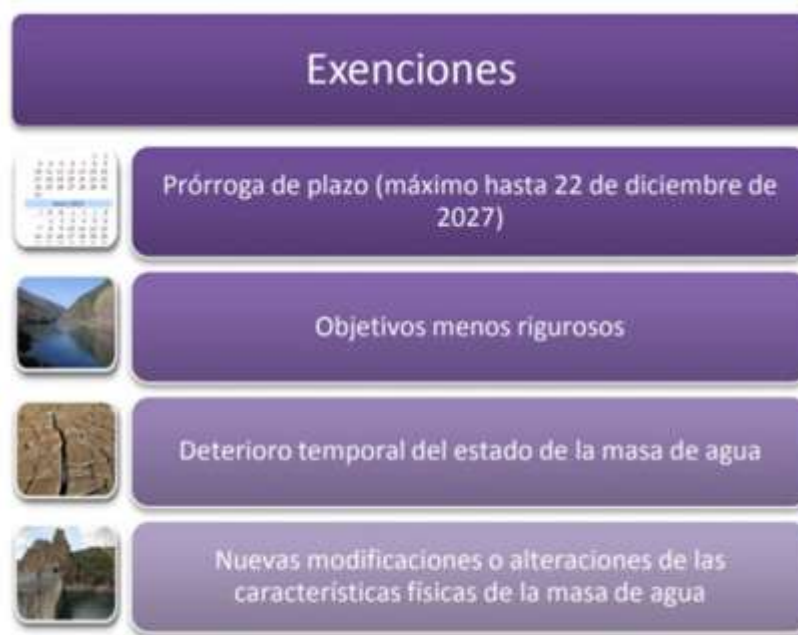 Exenciones
Prórroga de plazo (máximo hasta 22 de diciembre de
2027)
Objetivos menos rigurosos
Deterioro temporal del estado de la masa de agua
Nuevas modificaciones o alteraciones de las
características físicas de la masa de agua